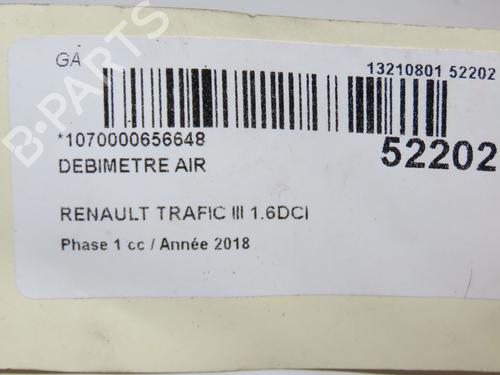 GA
13210801 52202
*1070000656648
52202
DEBIMETRE AIR
RENAULT TRAFIC III 1.6DCI
Phase 1 cc / Année 2018
B-PARTS